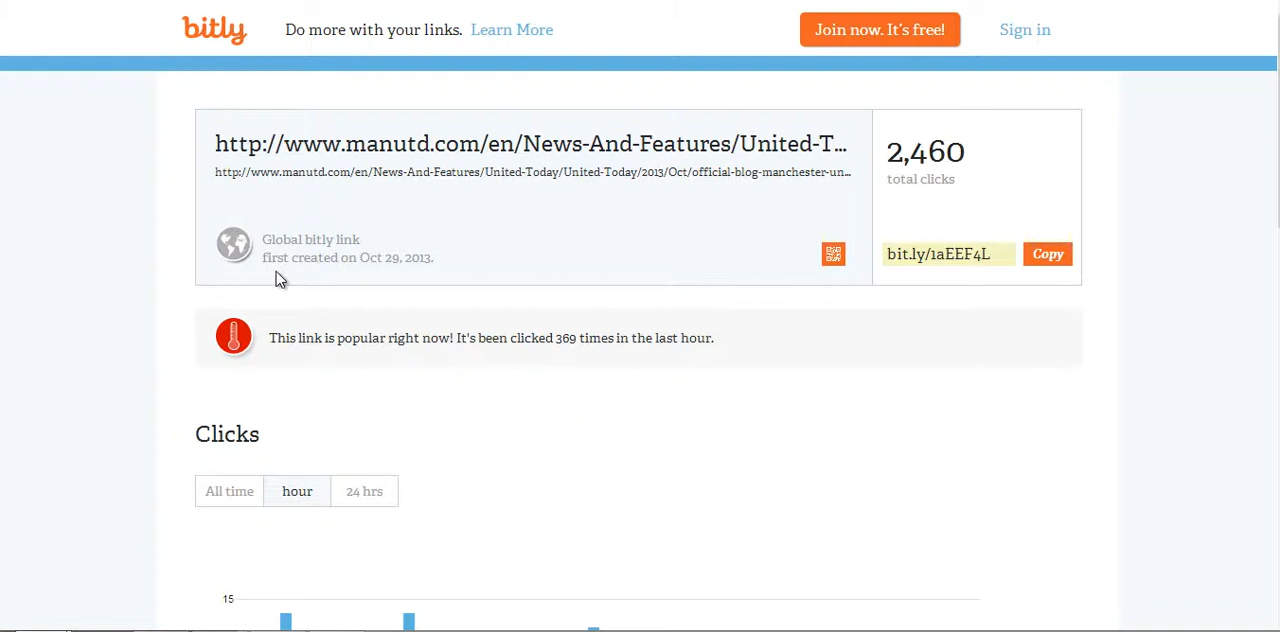 bitly Do more with your links. Learn More Join now. It's free! Sign in
http://www.manutd.com/en/News-And-Features/United-T...
http://www.manutd.com/en/News-And-Features/United-Today/United-Today/2013/Oct/official-blog-manchester-un...
2,460
total clicks
Global bitly link
first created on Oct 29, 2013.
bit.ly/1aEEF4L Copy
This link is popular right now! It's been clicked 369 times in the last hour.
Clicks
All time hour 24 hrs
15